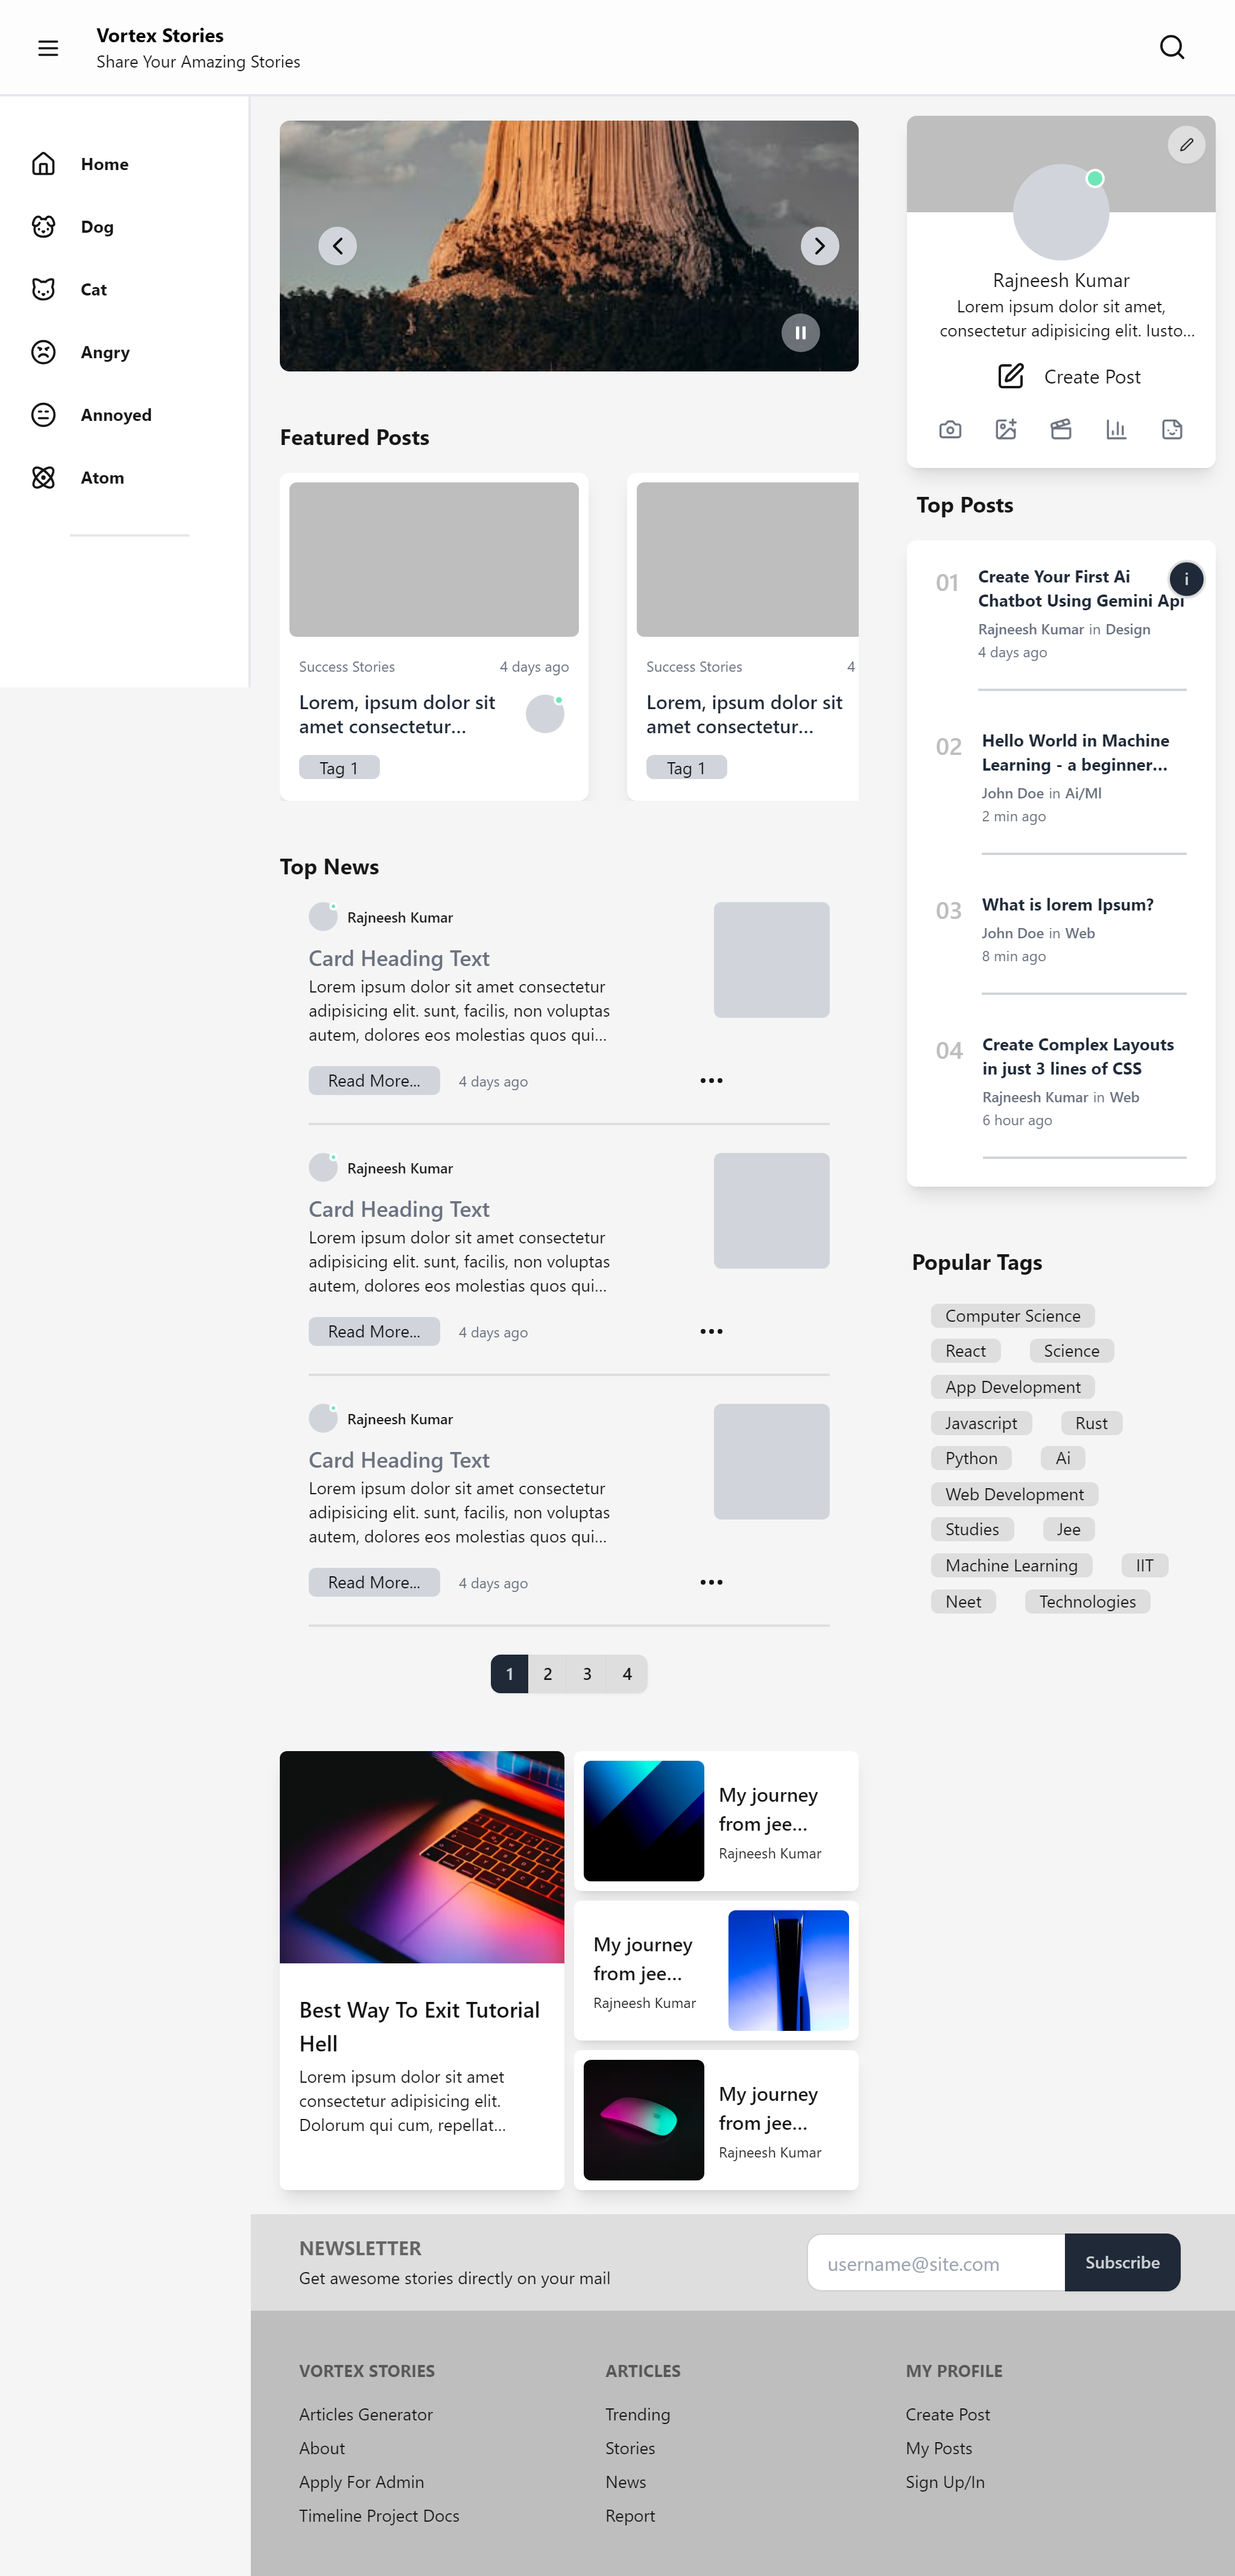 Vortex Stories
Share Your Amazing Stories
Home
Dog
Cat
Angry
Annoyed
Atom
Featured Posts
Success Stories
4 days ago
Lorem, ipsum dolor sit
amet consectetur...
Tag 1
Success Stories
4
Lorem, ipsum dolor sit
amet consectetur...
Tag 1
Top News
Rajneesh Kumar
Card Heading Text
Lorem ipsum dolor sit amet consectetur
adipisicing elit. sunt, facilis, non voluptas
autem, dolores eos molestias quos qui...
Read More...
4 days ago
Rajneesh Kumar
Card Heading Text
Lorem ipsum dolor sit amet consectetur
adipisicing elit. sunt, facilis, non voluptas
autem, dolores eos molestias quos qui...
Read More...
4 days ago
Rajneesh Kumar
Card Heading Text
Lorem ipsum dolor sit amet consectetur
adipisicing elit. sunt, facilis, non voluptas
autem, dolores eos molestias quos qui...
Read More...
4 days ago
1 2 3 4
Best Way To Exit Tutorial
Hell
Lorem ipsum dolor sit amet
consectetur adipisicing elit.
Dolorum qui cum, repellat...
My journey
from jee...
Rajneesh Kumar
My journey
from jee...
Rajneesh Kumar
My journey
from jee...
Rajneesh Kumar
Rajneesh Kumar
Lorem ipsum dolor sit amet,
consectetur adipisicing elit. Iusto...
Create Post
Top Posts
01
Create Your First Ai
Chatbot Using Gemini Api
Rajneesh Kumar in Design
4 days ago
02
Hello World in Machine
Learning - a beginner...
John Doe in Ai/Ml
2 min ago
03
What is lorem Ipsum?
John Doe in Web
8 min ago
04
Create Complex Layouts
in just 3 lines of CSS
Rajneesh Kumar in Web
6 hour ago
Popular Tags
Computer Science
React Science
App Development
Javascript Rust
Python Ai
Web Development
Studies Jee
Machine Learning IIT
Neet Technologies
NEWSLETTER
Get awesome stories directly on your mail
username@site.com
Subscribe
VORTEX STORIES
Articles Generator
About
Apply For Admin
Timeline Project Docs
ARTICLES
Trending
Stories
News
Report
MY PROFILE
Create Post
My Posts
Sign Up/In